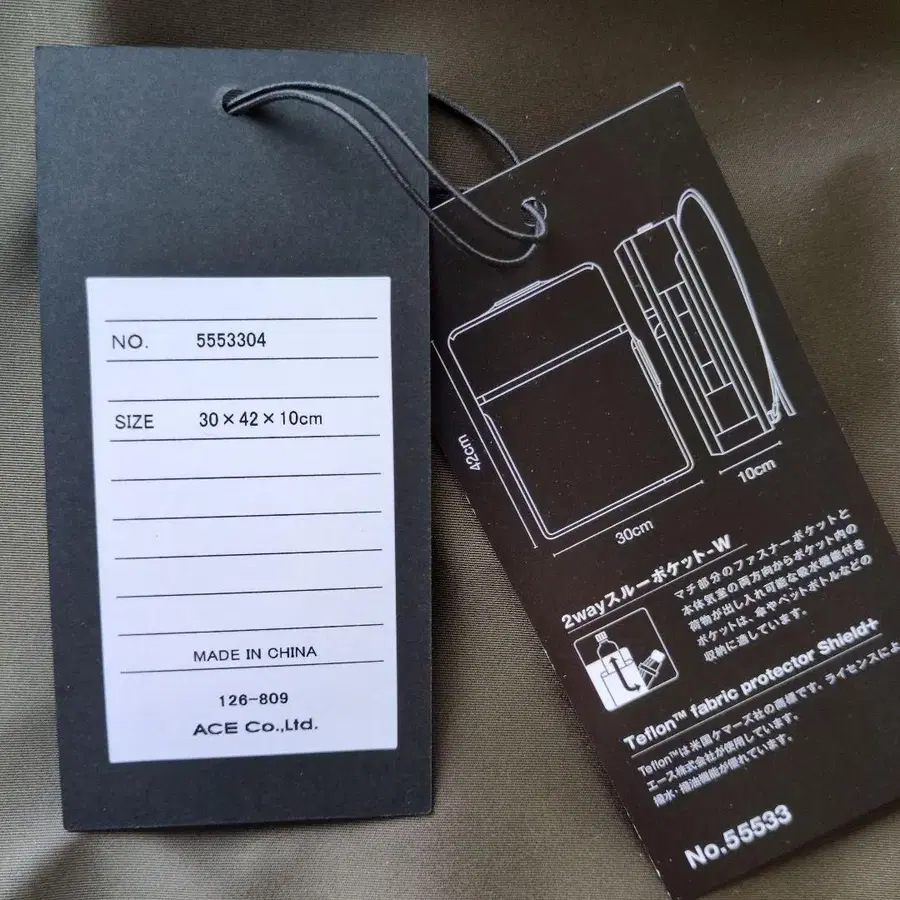 NO. 5553304
SIZE 30×42×10cm
MADE IN CHINA
126-809
ACE Co.,Ltd.
42cm
30cm
10cm
2wayスルーポケット-W
マチ部分のファスナーポケットと
本体気室の両方向からポケット内の
荷物が出し入れ可能な吸水機能付き
ポケットは、傘やペットボトルなどの
収納に適しています。
Teflon™ fabric protector Shield+
Teflon™は米国ケマーズ社の商標です。ライセンスによ
エース株式会社が使用しています。
撥水・撥油機能が優れています。
No.55533